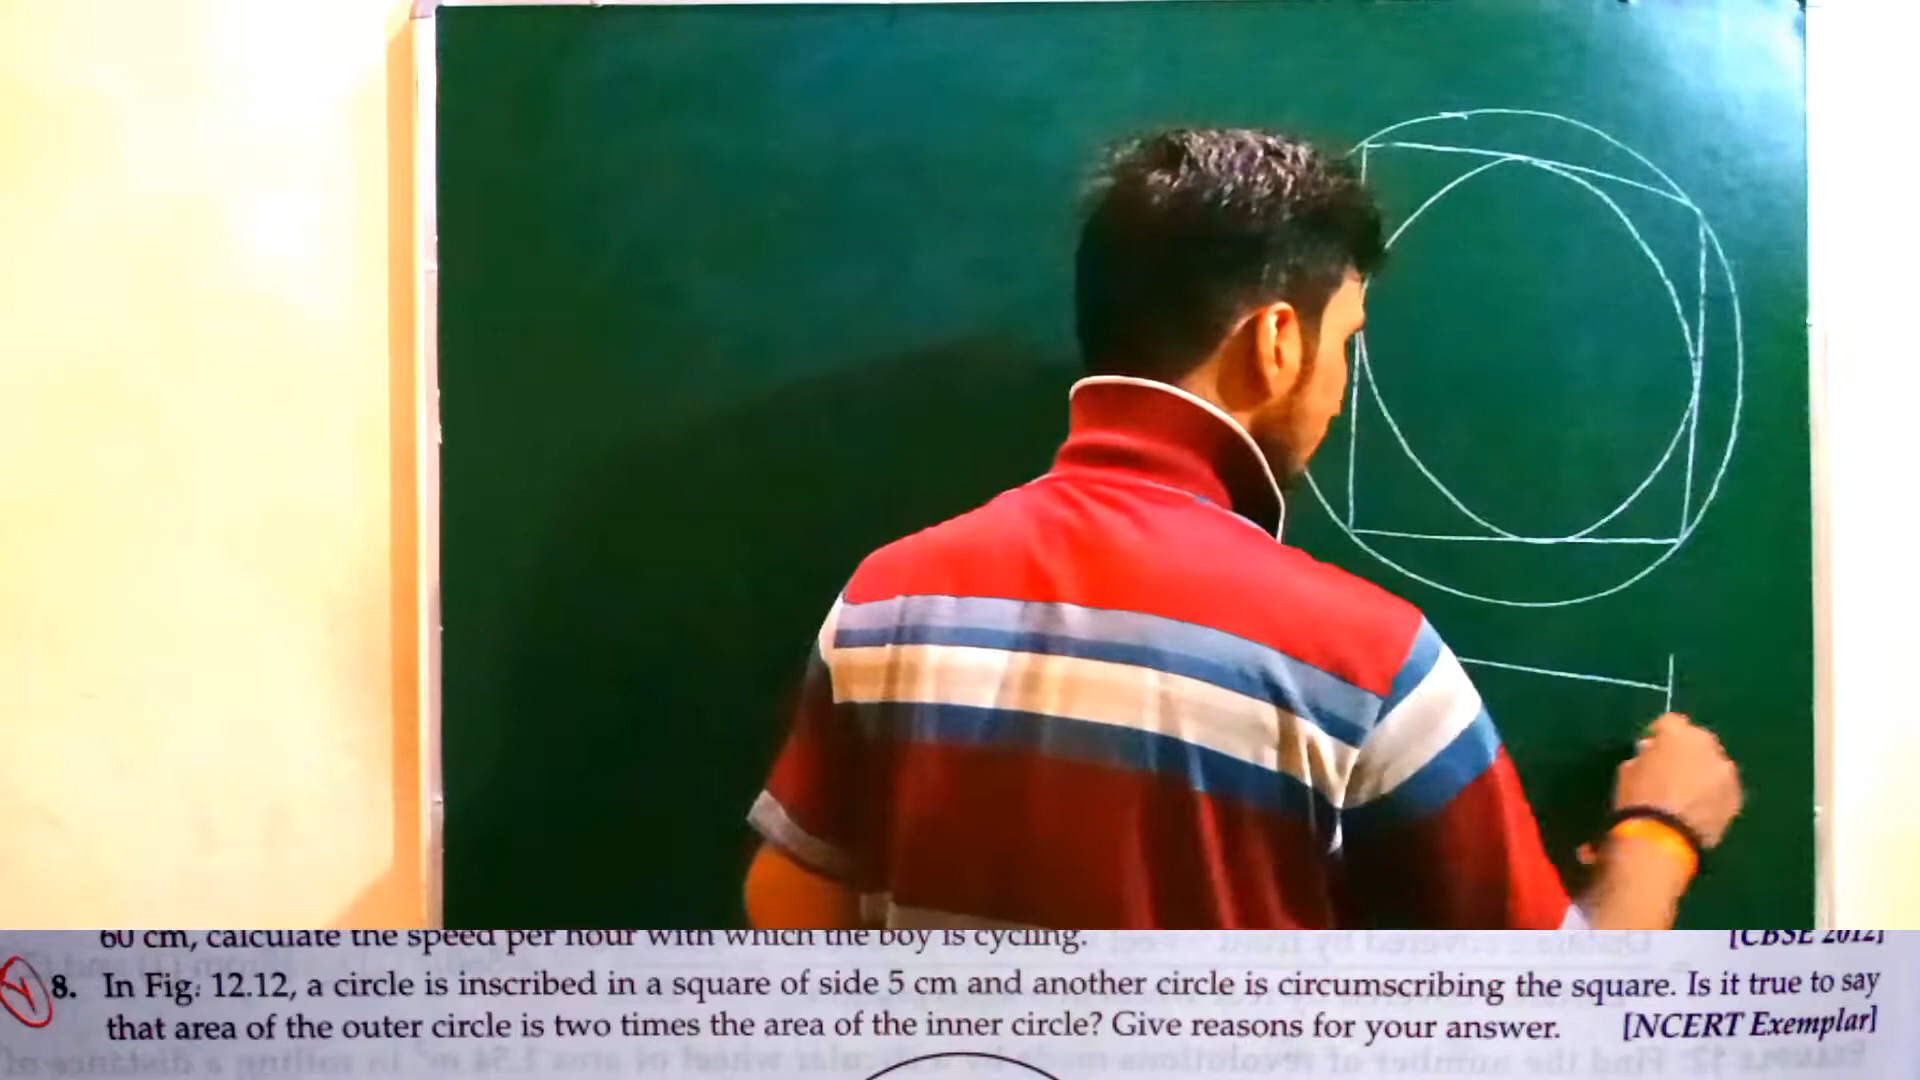 60 cm, calculate the speed per hour with which the boy is cycling. [CBSE 2012]
8. In Fig. 12.12, a circle is inscribed in a square of side 5 cm and another circle is circumscribing the square. Is it true to say
that area of the outer circle is two times the area of the inner circle? Give reasons for your answer. [NCERT Exemplar]